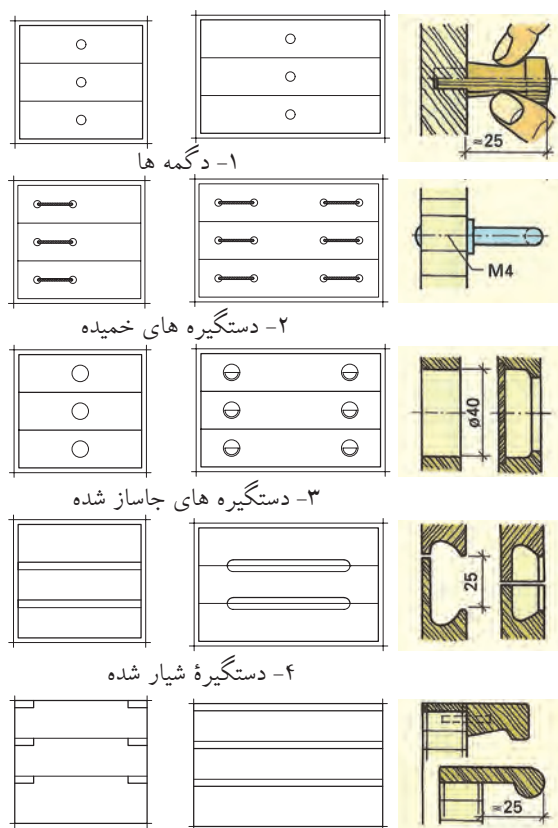 ≈25
۱- دگمه ها
M4
۲- دستگیره های خمیده
ø40
۳- دستگیره های جاساز شده
25
۴- دستگیرهٔ شیار شده
≈25